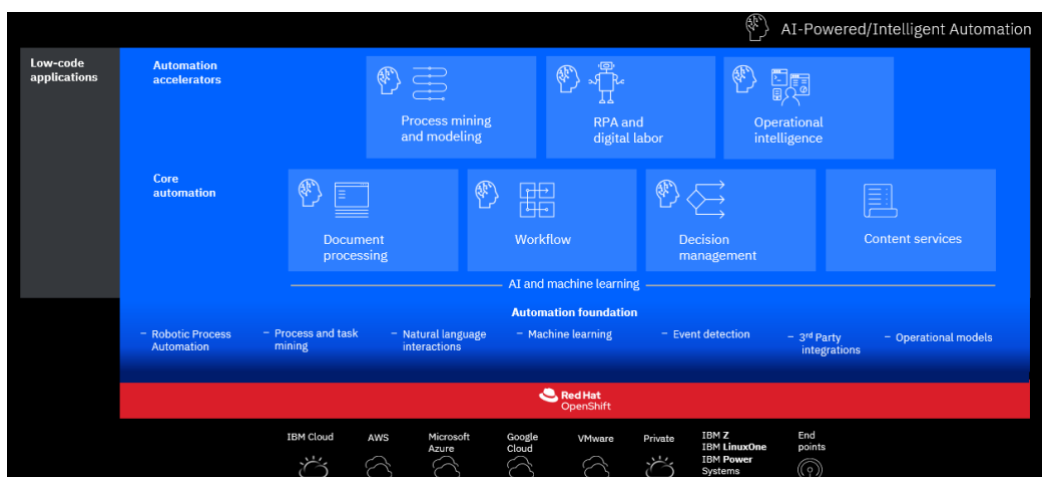 AI-Powered/Intelligent Automation
Low-code
applications
Automation
accelerators
Process mining
and modeling
RPA and
digital labor
Operational
intelligence
Core
automation
Document
processing
Workflow
Decision
management
Content services
AI and machine learning
Automation foundation
– Robotic Process
Automation
– Process and task
mining
– Natural language
interactions
– Machine learning
– Event detection
– 3rd Party
integrations
– Operational models
Red Hat
OpenShift
IBM Cloud
AWS
Microsoft
Azure
Google
Cloud
VMware
Private
IBM Z
IBM LinuxOne
IBM Power
Systems
End
points